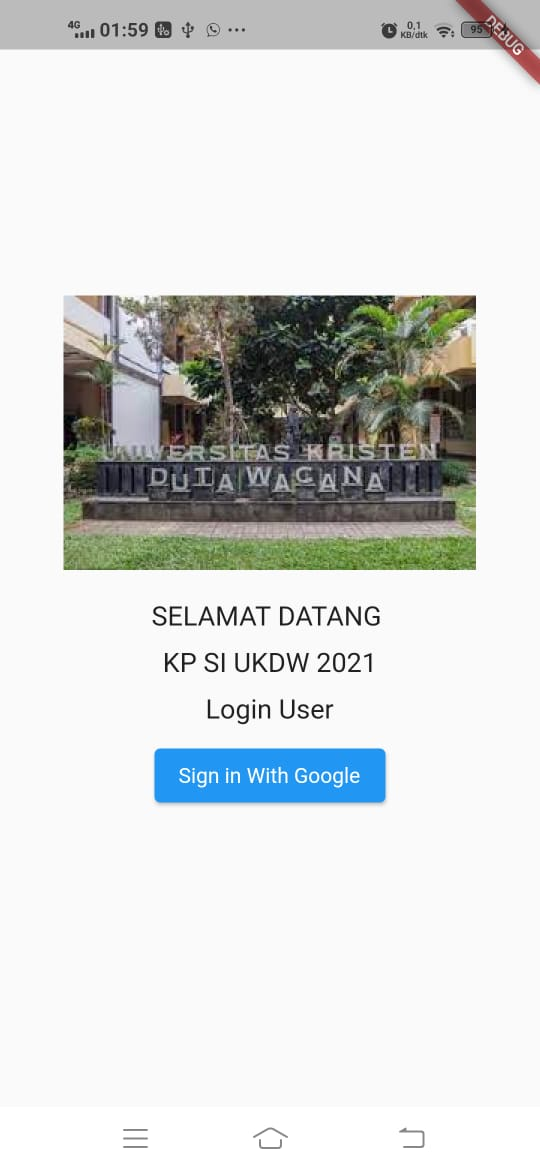 4G 01:59 0,1 KB/dtk 95
DEBUG
UNIVERSITAS KRISTEN
DUTA WACANA
SELAMAT DATANG
KP SI UKDW 2021
Login User
Sign in With Google